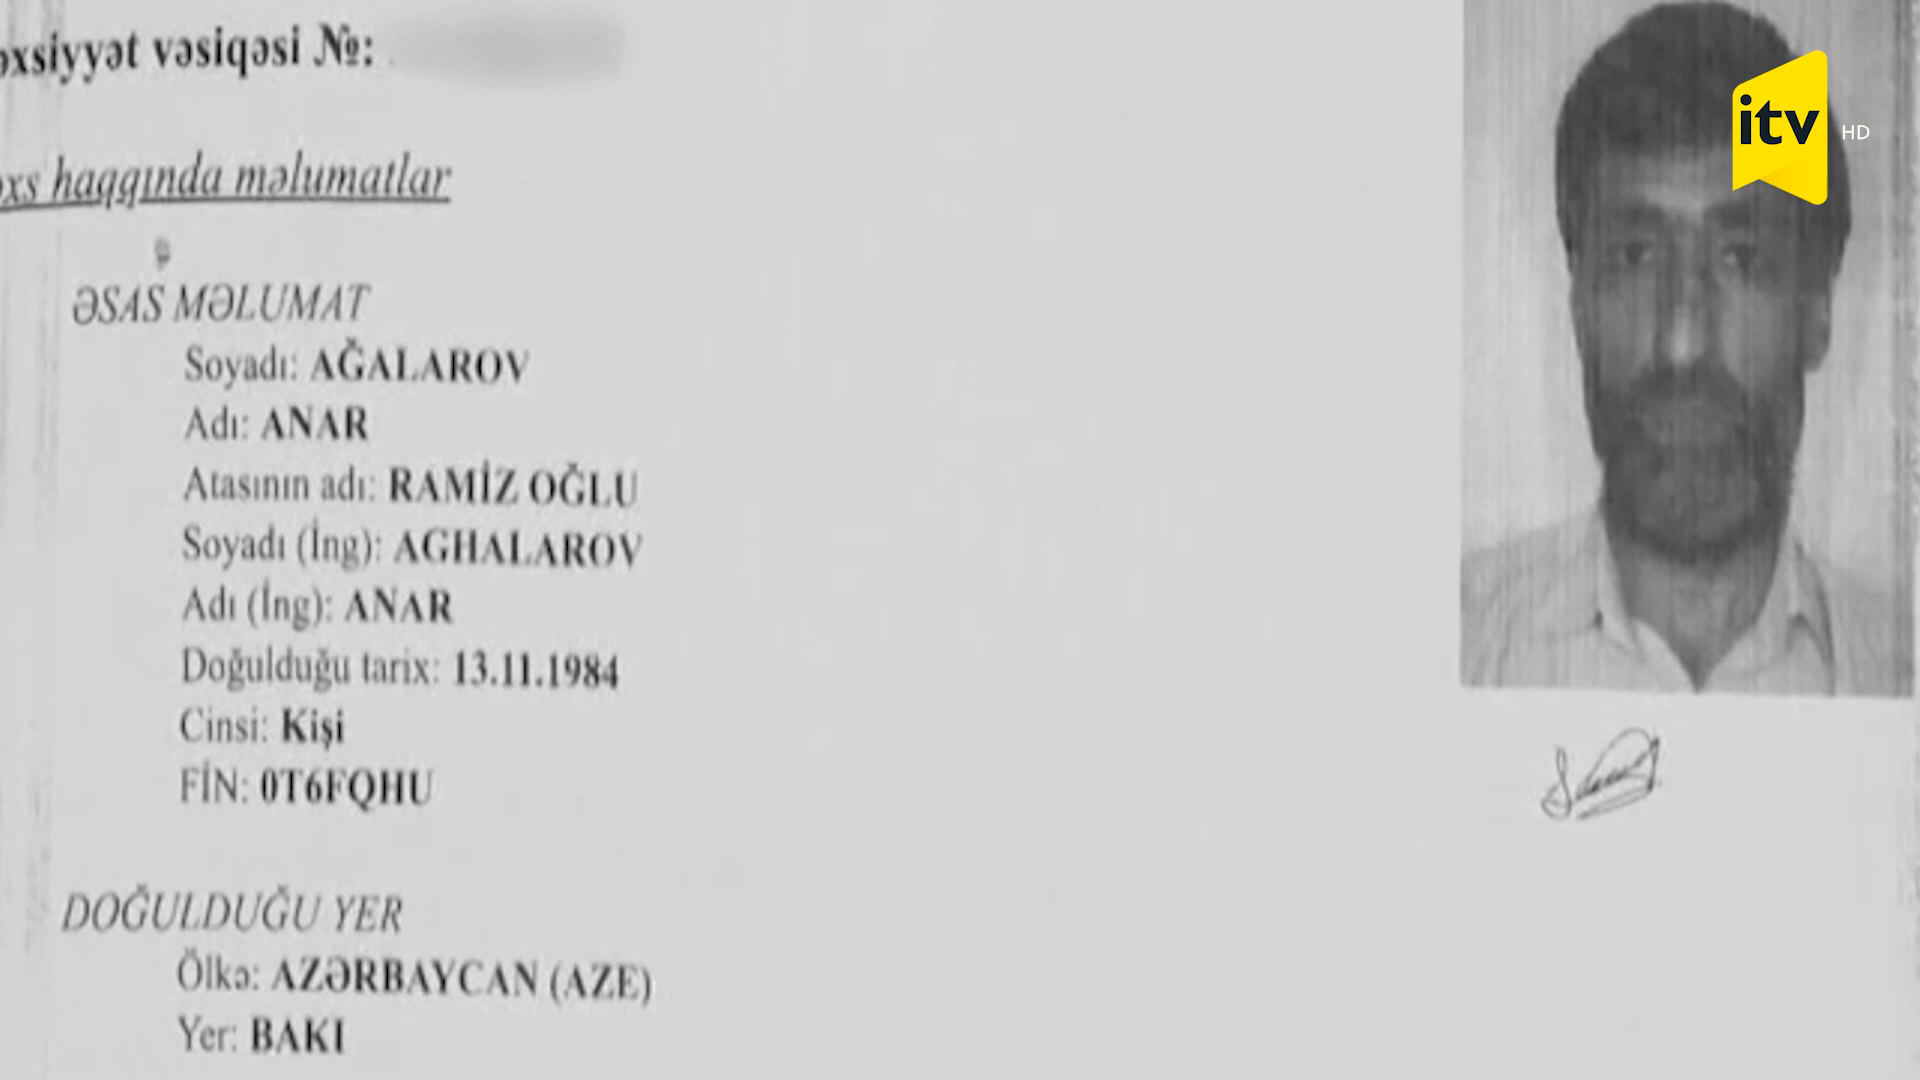 əxsiyyət vəsiqəsi №:
əxs haqqında məlumatlar
ƏSAS MƏLUMAT
Soyadı: AĞALAROV
Adı: ANAR
Atasının adı: RAMİZ OĞLU
Soyadı (İng): AGHALAROV
Adı (İng): ANAR
Doğulduğu tarix: 13.11.1984
Cinsi: Kişi
FİN: 0T6FQHU
DOĞULDUĞU YER
Ölkə: AZƏRBAYCAN (AZE)
Yer: BAKI
itv HD